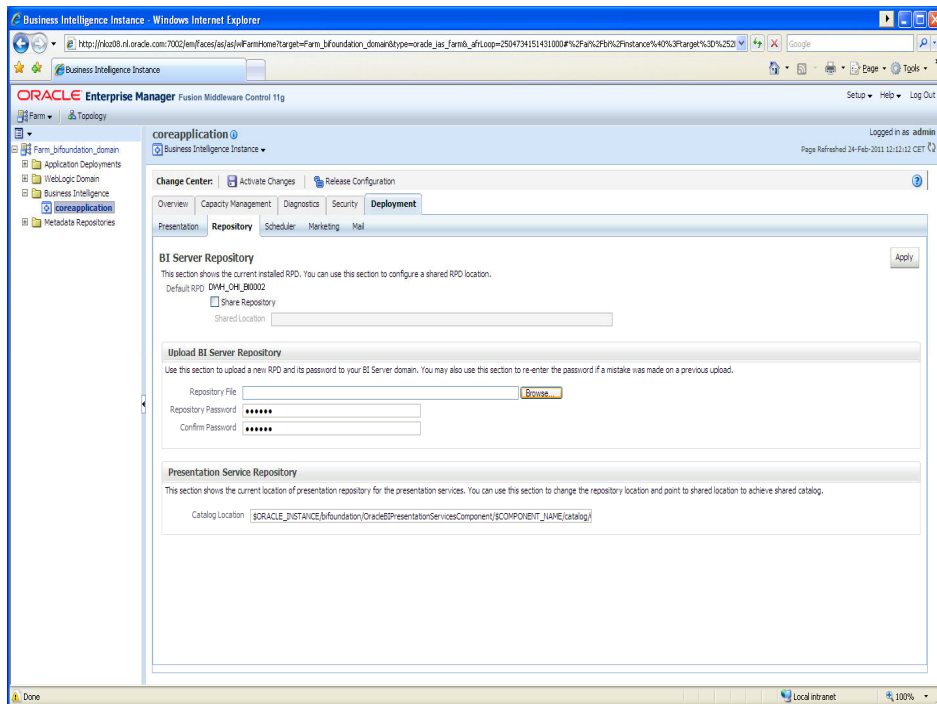 Business Intelligence Instance - Windows Internet Explorer
http://nloz08.nl.oracle.com:7002/em/faces/as/as/wlFarmHome?target=Farm_bifoundation_domain&type=oracle_ias_farm&_afrLoop=2504734151431000#%2Fai%2Fbi%2Finstance%40%3Ftarget%3D%252
Google
Business Intelligence Instance
Page Tools
ORACLE Enterprise Manager Fusion Middleware Control 11g
Setup Help Log Out
Farm Topology
Farm_bifoundation_domain
Application Deployments
WebLogic Domain
Business Intelligence
coreapplication
Metadata Repositories
coreapplication
Logged in as admin
Business Intelligence Instance
Page Refreshed 24-Feb-2011 12:12:12 CET
Change Center: Activate Changes Release Configuration
Overview Capacity Management Diagnostics Security Deployment
Presentation Repository Scheduler Marketing Mail
BI Server Repository
Apply
This section shows the current installed RPD. You can use this section to configure a shared RPD location.
Default RPD DWH_OHI_BI0002
Share Repository
Shared Location
Upload BI Server Repository
Use this section to upload a new RPD and its password to your BI Server domain. You may also use this section to re-enter the password if a mistake was made on a previous upload.
Repository File Browse...
Repository Password ••••••
Confirm Password ••••••
Presentation Service Repository
This section shows the current location of presentation repository for the presentation services. You can use this section to change the repository location and point to shared location to achieve shared catalog.
Catalog Location $ORACLE_INSTANCE/bifoundation/OracleBIPresentationServicesComponent/$COMPONENT_NAME/catalog/
Done
Local intranet
100%